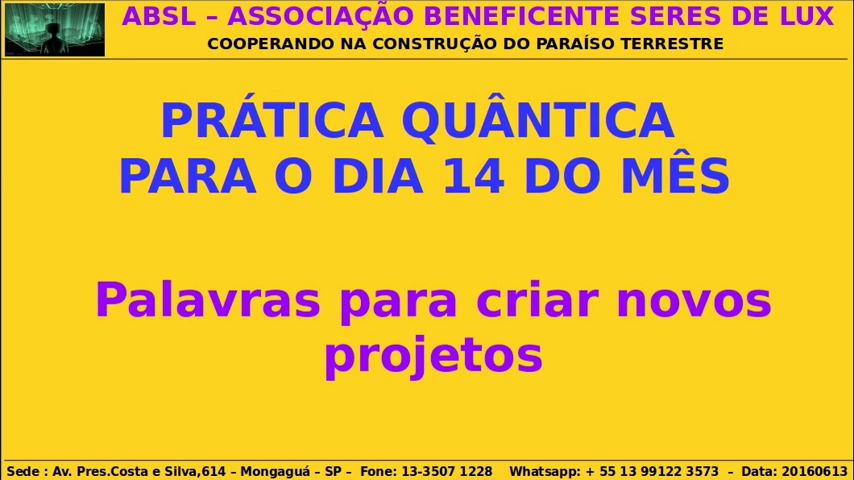 ABSL – ASSOCIAÇÃO BENEFICENTE SERES DE LUX
COOPERANDO NA CONSTRUÇÃO DO PARAÍSO TERRESTRE
PRÁTICA QUÂNTICA
PARA O DIA 14 DO MÊS
Palavras para criar novos
projetos
Sede : Av. Pres.Costa e Silva,614 – Mongaguá – SP – Fone: 13-3507 1228 Whatsapp: + 55 13 99122 3573 – Data: 20160613